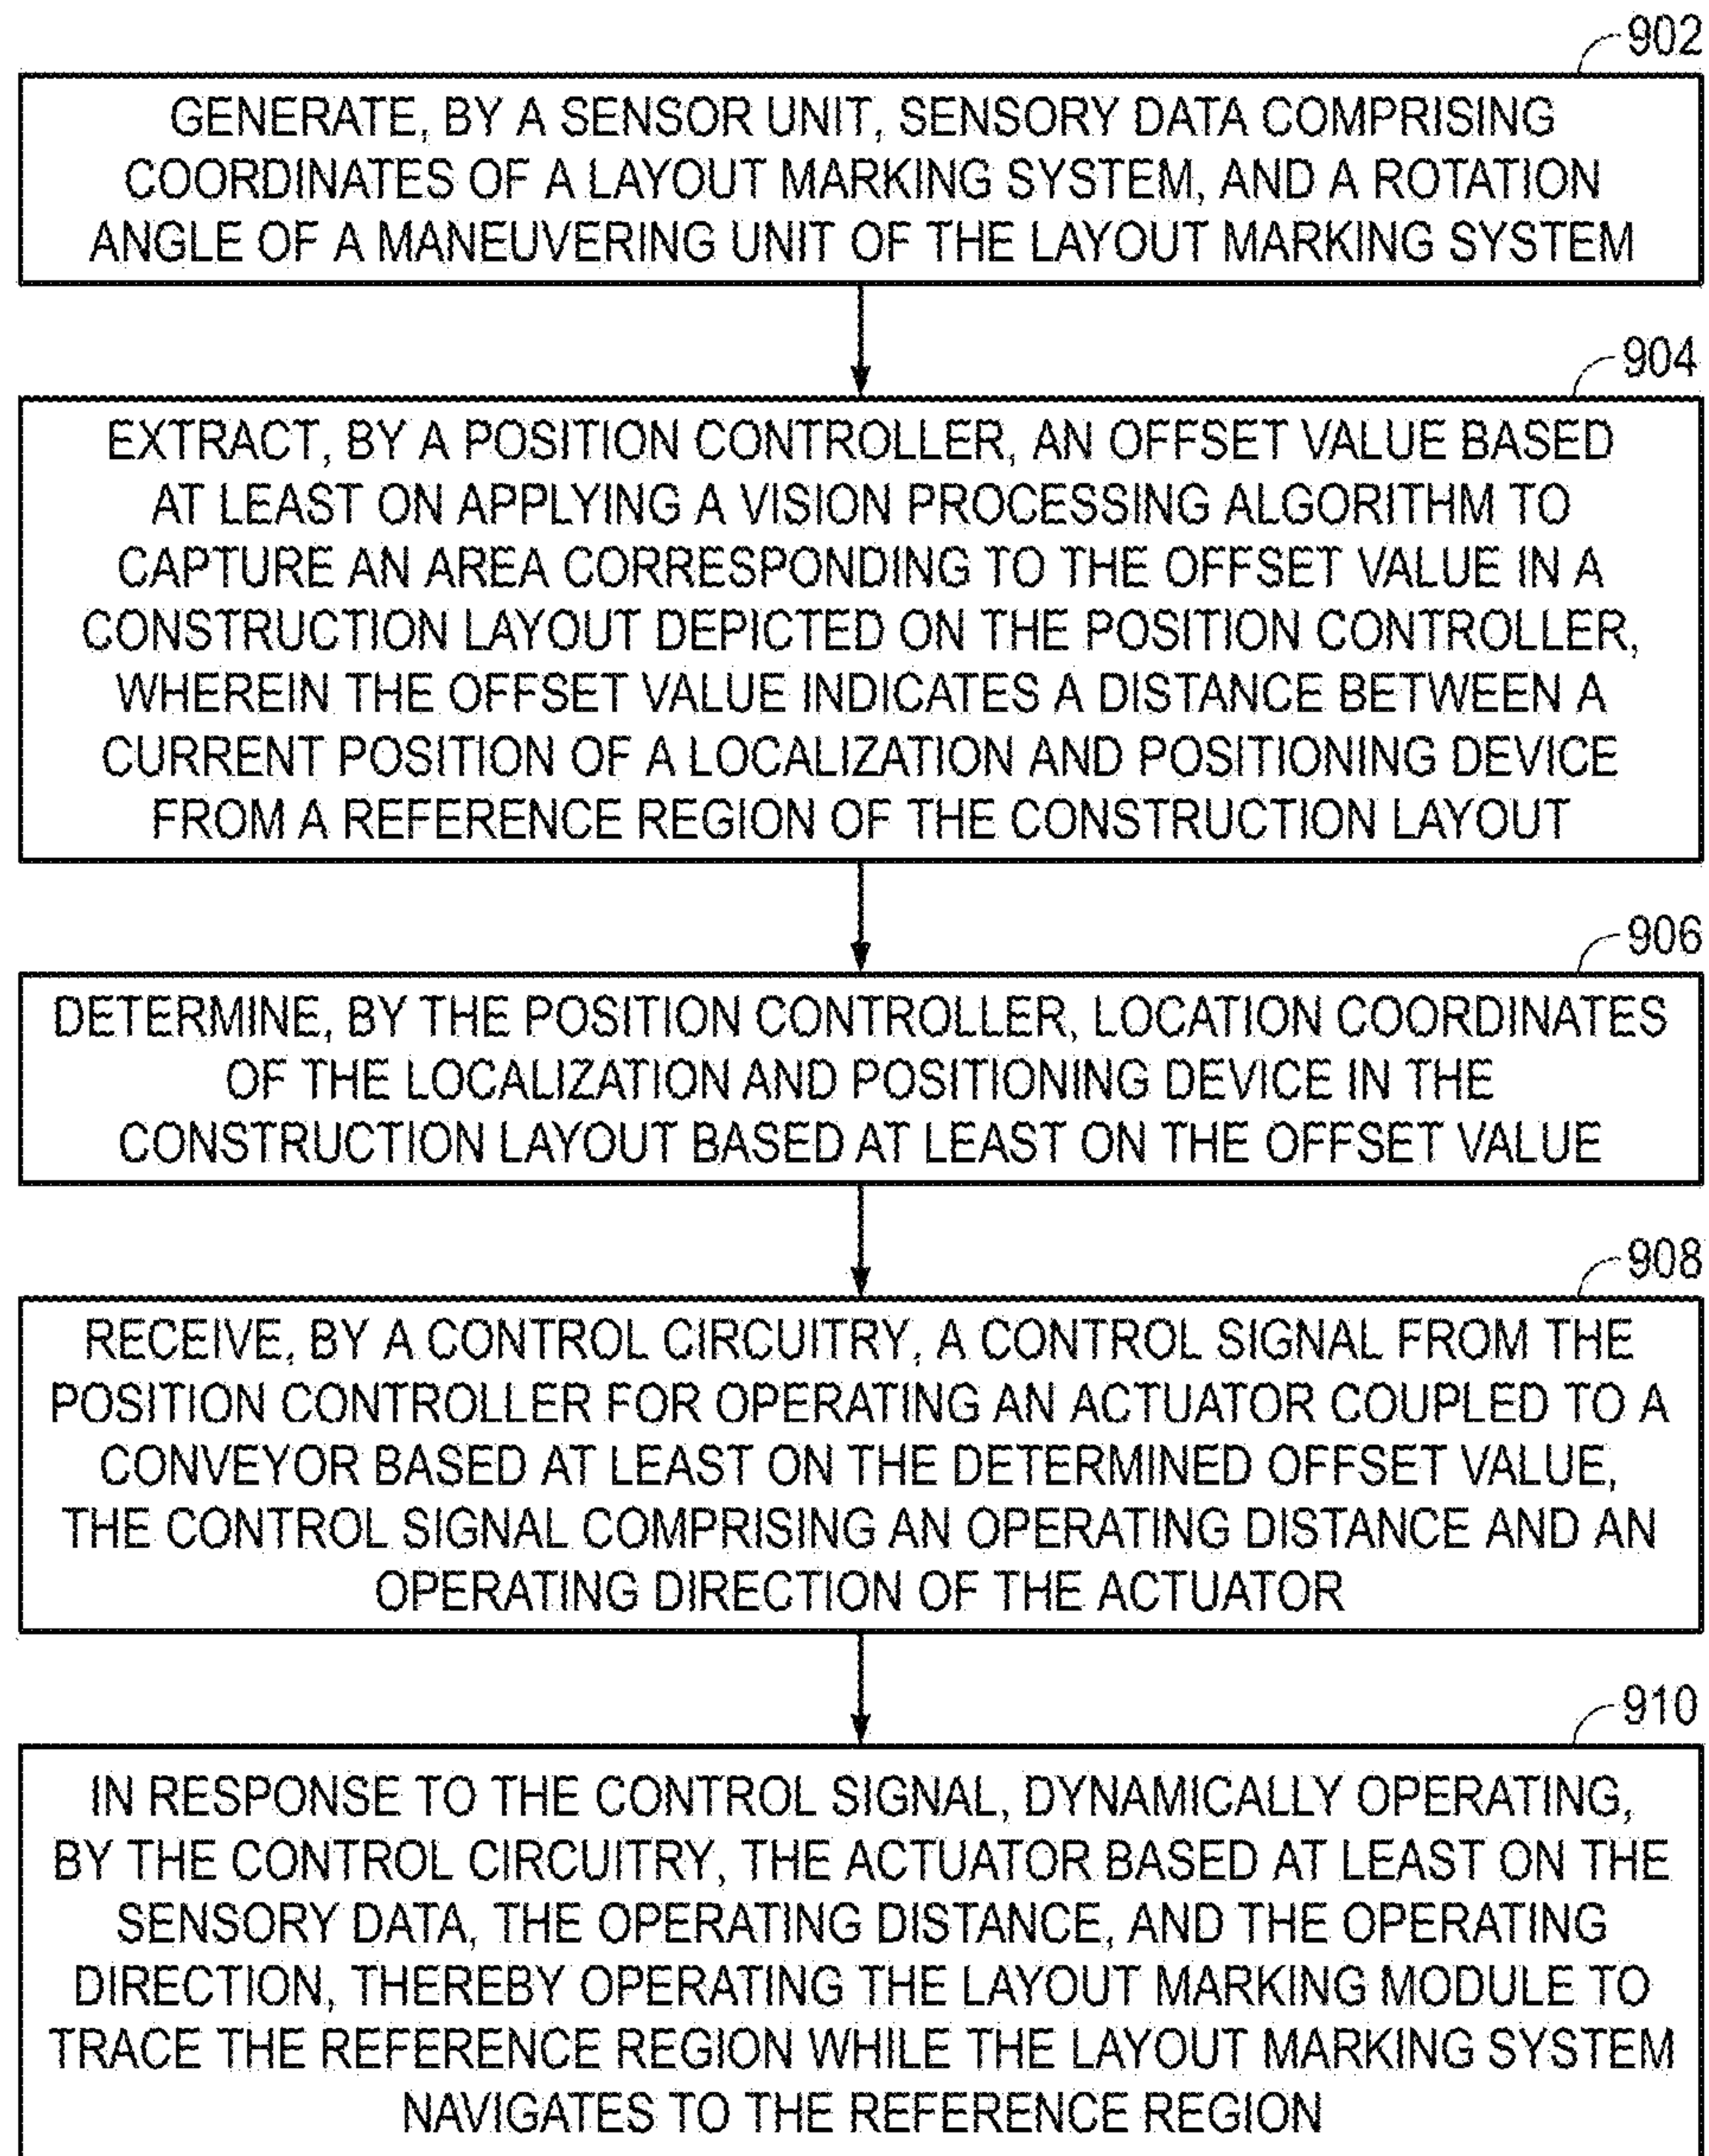 902
GENERATE, BY A SENSOR UNIT, SENSORY DATA COMPRISING
COORDINATES OF A LAYOUT MARKING SYSTEM, AND A ROTATION
ANGLE OF A MANEUVERING UNIT OF THE LAYOUT MARKING SYSTEM
904
EXTRACT, BY A POSITION CONTROLLER, AN OFFSET VALUE BASED
AT LEAST ON APPLYING A VISION PROCESSING ALGORITHM TO
CAPTURE AN AREA CORRESPONDING TO THE OFFSET VALUE IN A
CONSTRUCTION LAYOUT DEPICTED ON THE POSITION CONTROLLER,
WHEREIN THE OFFSET VALUE INDICATES A DISTANCE BETWEEN A
CURRENT POSITION OF A LOCALIZATION AND POSITIONING DEVICE
FROM A REFERENCE REGION OF THE CONSTRUCTION LAYOUT
906
DETERMINE, BY THE POSITION CONTROLLER, LOCATION COORDINATES
OF THE LOCALIZATION AND POSITIONING DEVICE IN THE
CONSTRUCTION LAYOUT BASED AT LEAST ON THE OFFSET VALUE
908
RECEIVE, BY A CONTROL CIRCUITRY, A CONTROL SIGNAL FROM THE
POSITION CONTROLLER FOR OPERATING AN ACTUATOR COUPLED TO A
CONVEYOR BASED AT LEAST ON THE DETERMINED OFFSET VALUE,
THE CONTROL SIGNAL COMPRISING AN OPERATING DISTANCE AND AN
OPERATING DIRECTION OF THE ACTUATOR
910
IN RESPONSE TO THE CONTROL SIGNAL, DYNAMICALLY OPERATING,
BY THE CONTROL CIRCUITRY, THE ACTUATOR BASED AT LEAST ON THE
SENSORY DATA, THE OPERATING DISTANCE, AND THE OPERATING
DIRECTION, THEREBY OPERATING THE LAYOUT MARKING MODULE TO
TRACE THE REFERENCE REGION WHILE THE LAYOUT MARKING SYSTEM
NAVIGATES TO THE REFERENCE REGION